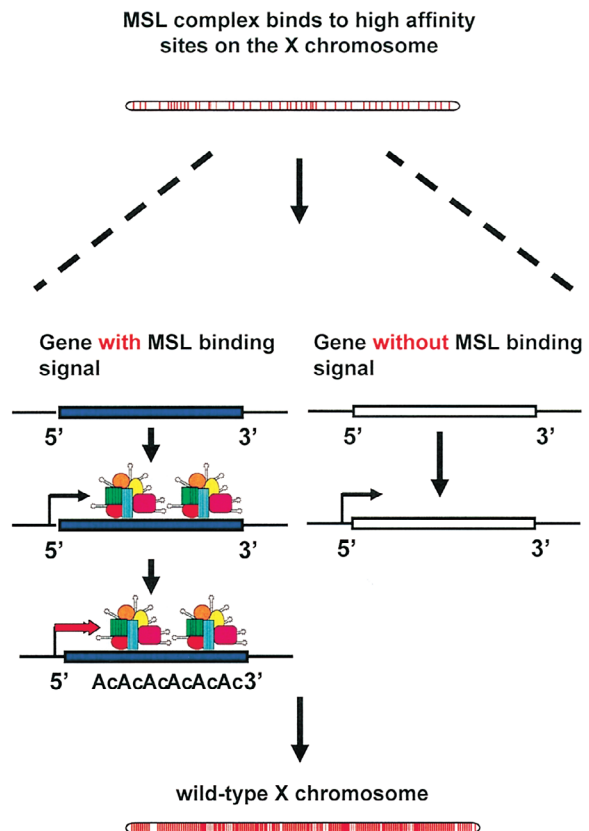 MSL complex binds to high affinity
sites on the X chromosome
Gene with MSL binding
signal
5’ 3’
5’ 3’
5’ AcAcAcAcAcAc3’
Gene without MSL binding
signal
5’ 3’
5’ 3’
wild-type X chromosome